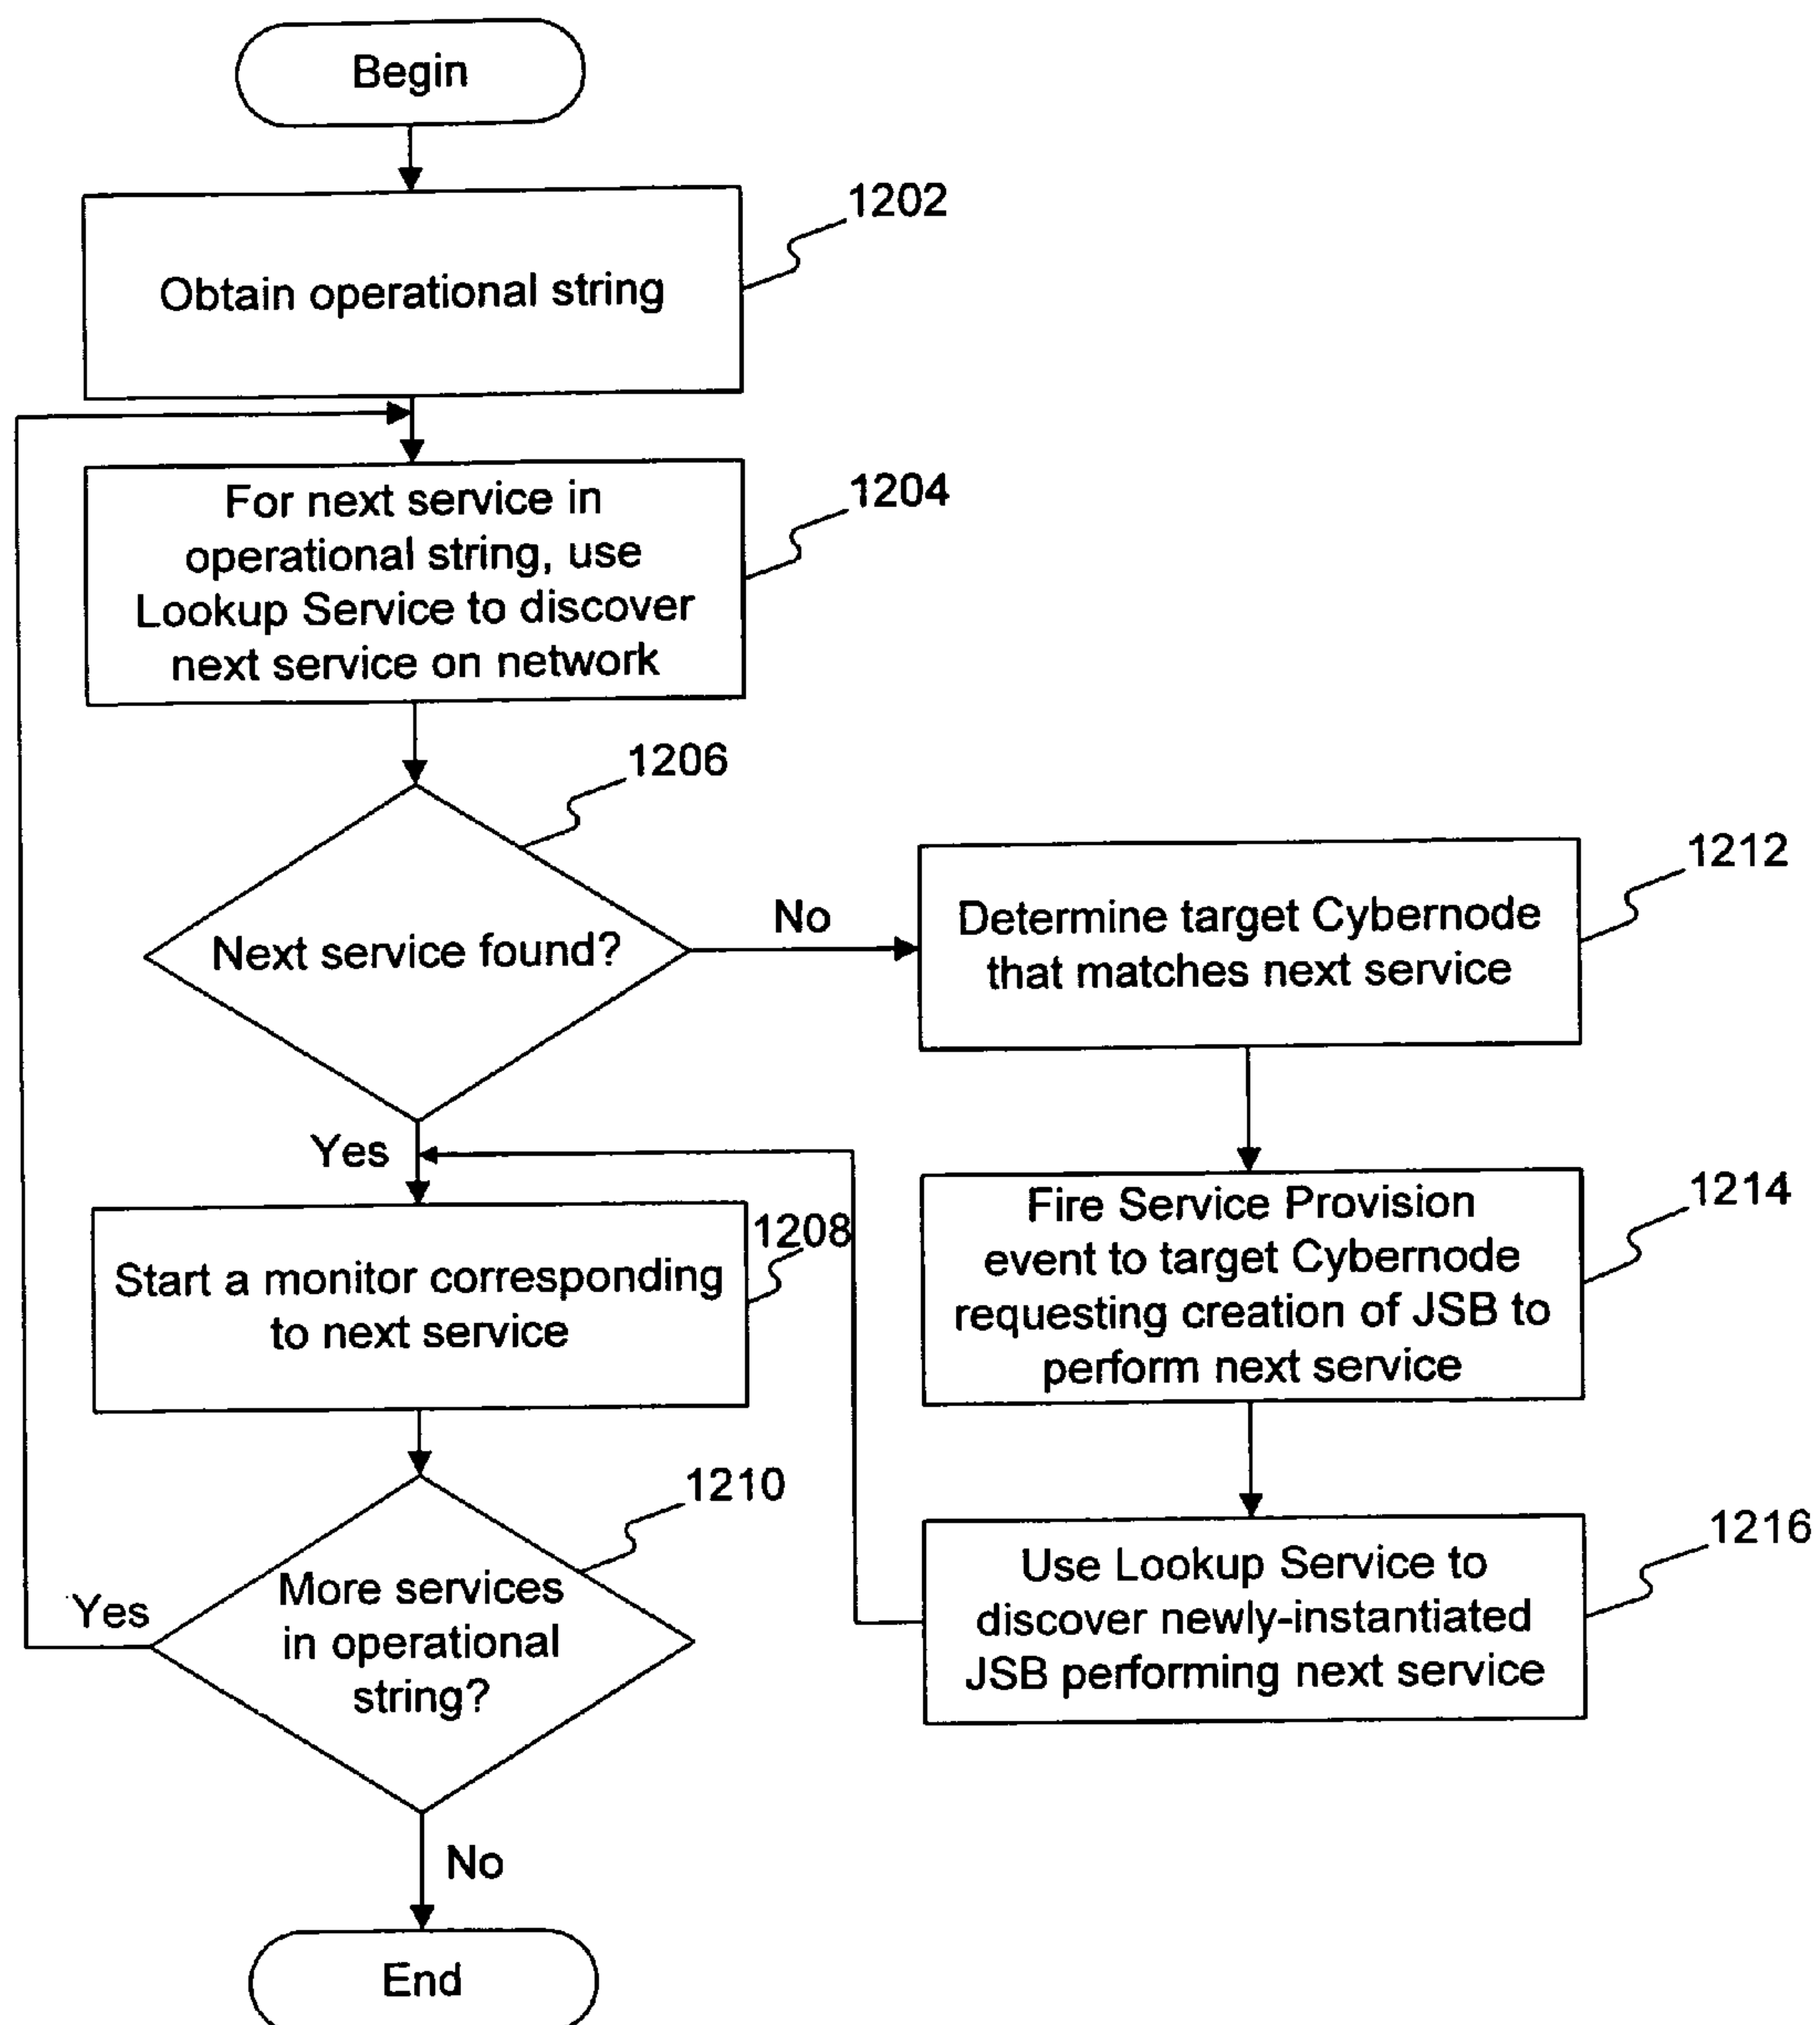 Begin
1202
Obtain operational string
1204
For next service in
operational string, use
Lookup Service to discover
next service on network
1206
Next service found?
No
1212
Determine target Cybernode
that matches next service
Yes
1208
Start a monitor corresponding
to next service
1214
Fire Service Provision
event to target Cybernode
requesting creation of JSB to
perform next service
1210
More services
in operational
string?
Yes
1216
Use Lookup Service to
discover newly-instantiated
JSB performing next service
No
End